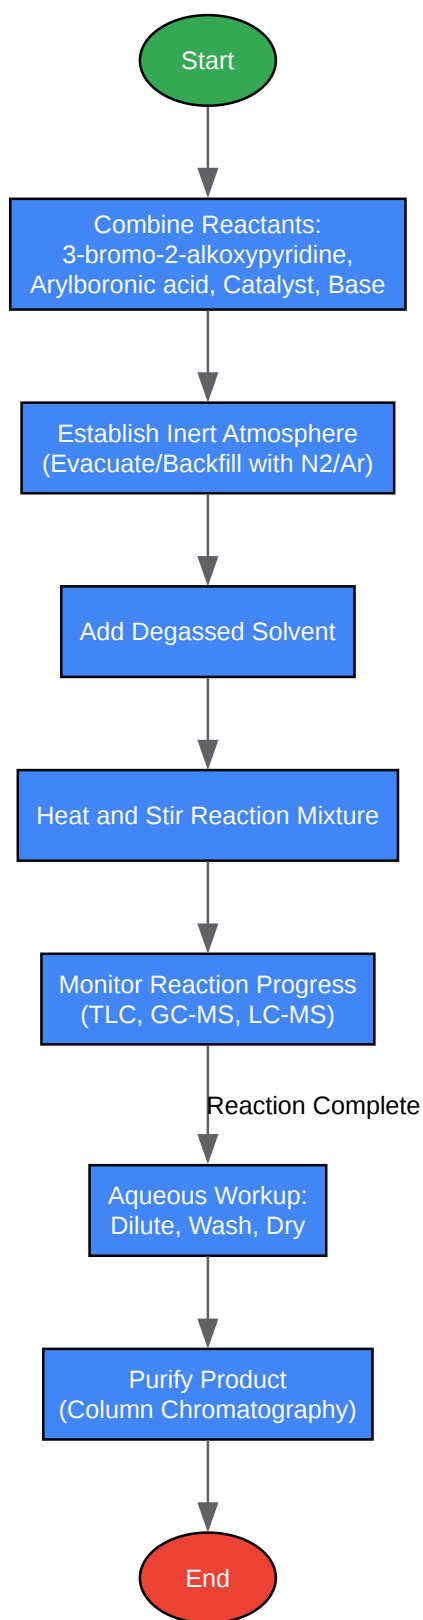 Start
Combine Reactants:
3-bromo-2-alkoxypyridine,
Arylboronic acid, Catalyst, Base
Establish Inert Atmosphere
(Evacuate/Backfill with N2/Ar)
Add Degassed Solvent
Heat and Stir Reaction Mixture
Monitor Reaction Progress
(TLC, GC-MS, LC-MS)
Reaction Complete
Aqueous Workup:
Dilute, Wash, Dry
Purify Product
(Column Chromatography)
End